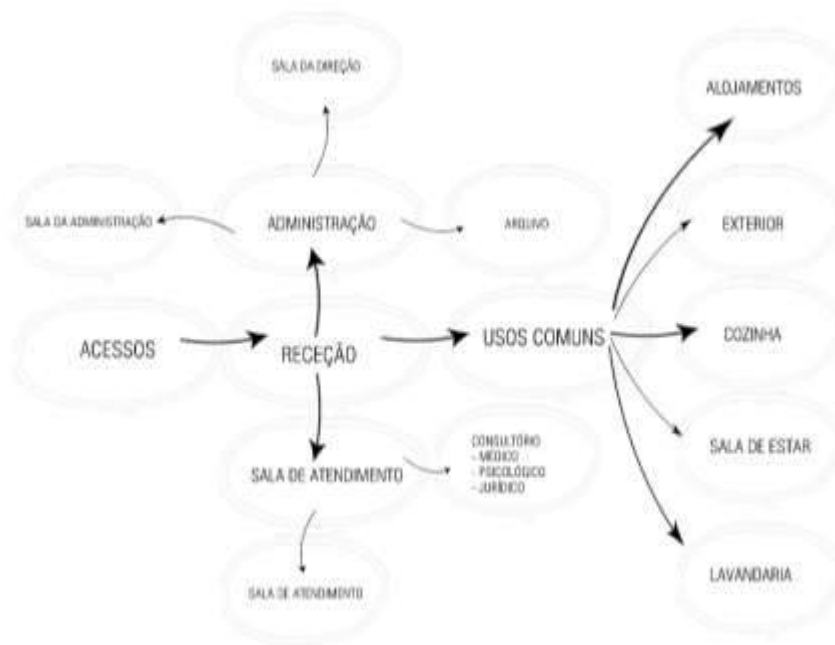 SALA DA DIREÇÃO
ALOJAMENTOS
SALA DA ADMINISTRAÇÃO
ADMINISTRAÇÃO
ARQUIVO
EXTERIOR
ACESSOS
RECEÇÃO
USOS COMUNS
COZINHA
SALA DE ATENDIMENTO
CONSULTÓRIO
- MÉDICO
- PSICOLÓGICO
- JURÍDICO
SALA DE ESTAR
SALA DE ATENDIMENTO
LAVANDARIA